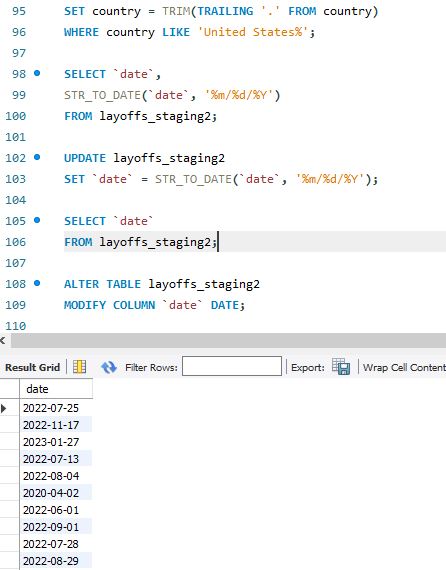 95 SET country = TRIM(TRAILING '.' FROM country)
96 WHERE country LIKE 'United States%';
97
98 SELECT `date`,
99 STR_TO_DATE(`date`, '%m/%d/%Y')
100 FROM layoffs_staging2;
101
102 UPDATE layoffs_staging2
103 SET `date` = STR_TO_DATE(`date`, '%m/%d/%Y');
104
105 SELECT `date`
106 FROM layoffs_staging2;
107
108 ALTER TABLE layoffs_staging2
109 MODIFY COLUMN `date` DATE;
110
Result Grid Filter Rows: Export: Wrap Cell Content
date
2022-07-25
2022-11-17
2023-01-27
2022-07-13
2022-08-04
2020-04-02
2022-06-01
2022-09-01
2022-07-28
2022-08-29